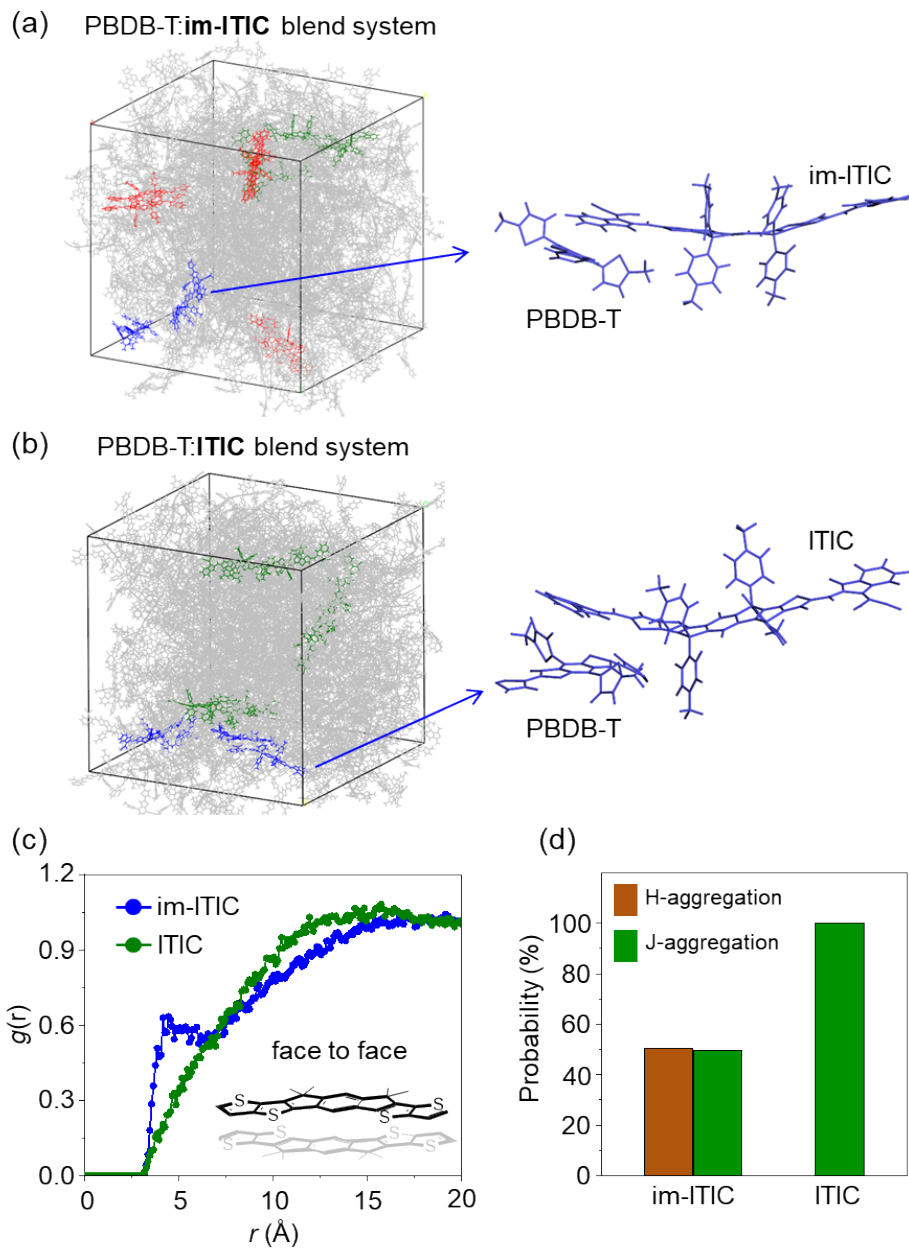 (a) PBDB-T:im-ITIC blend system
im-ITIC
PBDB-T
(b) PBDB-T:ITIC blend system
ITIC
PBDB-T
(c)
1.2
0.9
0.6
0.3
0.0
g(r)
im-ITIC
ITIC
face to face
S S S S
S S S S
0 5 10 15 20
r (Å)
(d)
H-aggregation
J-aggregation
100
80
60
40
20
0
Probability (%)
im-ITIC ITIC